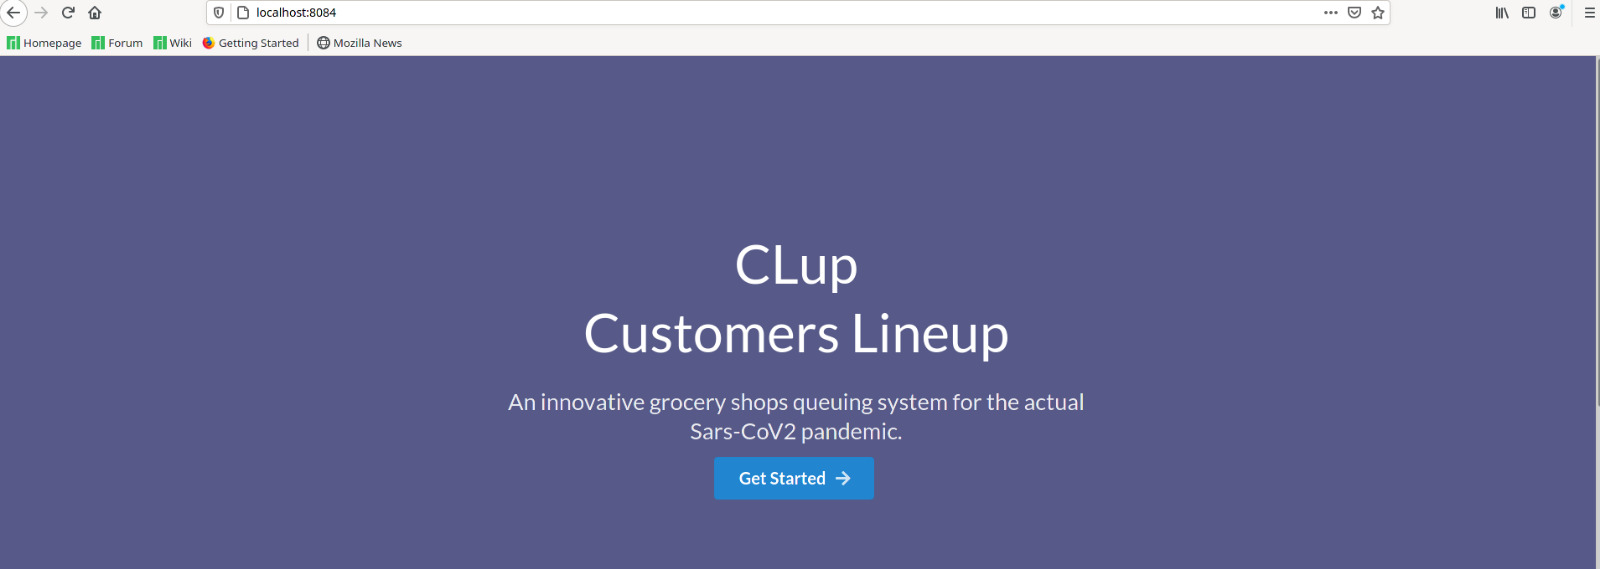 localhost:8084
Homepage Forum Wiki Getting Started Mozilla News
CLup
Customers Lineup
An innovative grocery shops queuing system for the actual
Sars-CoV2 pandemic.
Get Started